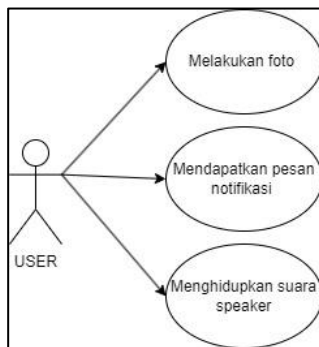 Melakukan foto
Mendapatkan pesan
notifikasi
USER
Menghidupkan suara
speaker